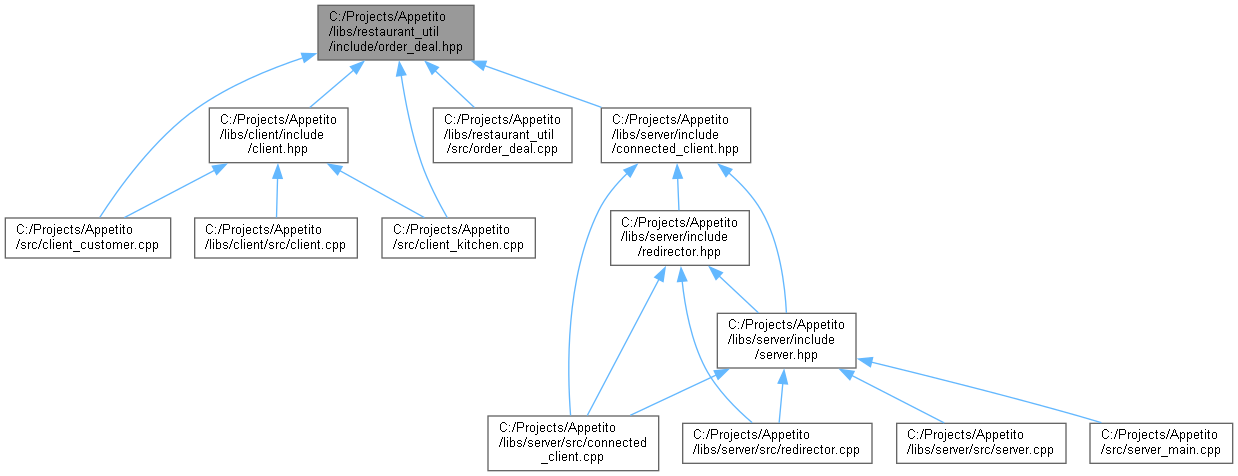 C:/Projects/Appetito
/libs/restaurant_util
/include/order_deal.hpp
C:/Projects/Appetito
/libs/client/include
/client.hpp
C:/Projects/Appetito
/libs/restaurant_util
/src/order_deal.cpp
C:/Projects/Appetito
/libs/server/include
/connected_client.hpp
C:/Projects/Appetito
/src/client_customer.cpp
C:/Projects/Appetito
/libs/client/src/client.cpp
C:/Projects/Appetito
/src/client_kitchen.cpp
C:/Projects/Appetito
/libs/server/include
/redirector.hpp
C:/Projects/Appetito
/libs/server/include
/server.hpp
C:/Projects/Appetito
/libs/server/src/connected
_client.cpp
C:/Projects/Appetito
/libs/server/src/redirector.cpp
C:/Projects/Appetito
/libs/server/src/server.cpp
C:/Projects/Appetito
/src/server_main.cpp